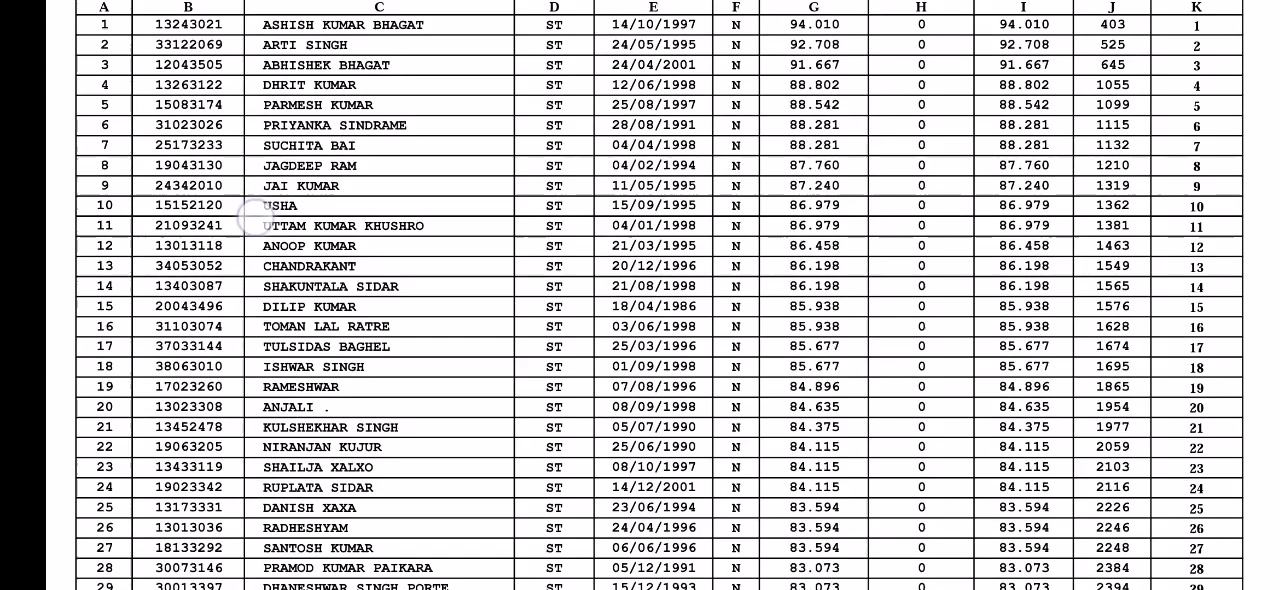 A B C D E F G H I J K
1 13243021 ASHISH KUMAR BHAGAT ST 14/10/1997 N 94.010 0 94.010 403 1
2 33122069 ARTI SINGH ST 24/05/1995 N 92.708 0 92.708 525 2
3 12043505 ABHISHEK BHAGAT ST 24/04/2001 N 91.667 0 91.667 645 3
4 13263122 DHRIT KUMAR ST 12/06/1998 N 88.802 0 88.802 1055 4
5 15083174 PARMESH KUMAR ST 25/08/1997 N 88.542 0 88.542 1099 5
6 31023026 PRIYANKA SINDRAME ST 28/08/1991 N 88.281 0 88.281 1115 6
7 25173233 SUCHITA BAI ST 04/04/1998 N 88.281 0 88.281 1132 7
8 19043130 JAGDEEP RAM ST 04/02/1994 N 87.760 0 87.760 1210 8
9 24342010 JAI KUMAR ST 11/05/1995 N 87.240 0 87.240 1319 9
10 15152120 USHA ST 15/09/1995 N 86.979 0 86.979 1362 10
11 21093241 UTTAM KUMAR KHUSHRO ST 04/01/1998 N 86.979 0 86.979 1381 11
12 13013118 ANOOP KUMAR ST 21/03/1995 N 86.458 0 86.458 1463 12
13 34053052 CHANDRAKANT ST 20/12/1996 N 86.198 0 86.198 1549 13
14 13403087 SHAKUNTALA SIDAR ST 21/08/1998 N 86.198 0 86.198 1565 14
15 20043496 DILIP KUMAR ST 18/04/1986 N 85.938 0 85.938 1576 15
16 31103074 TOMAN LAL RATRE ST 03/06/1998 N 85.938 0 85.938 1628 16
17 37033144 TULSIDAS BAGHEL ST 25/03/1996 N 85.677 0 85.677 1674 17
18 38063010 ISHWAR SINGH ST 01/09/1998 N 85.677 0 85.677 1695 18
19 17023260 RAMESHWAR ST 07/08/1996 N 84.896 0 84.896 1865 19
20 13023308 ANJALI . ST 08/09/1998 N 84.635 0 84.635 1954 20
21 13452478 KULSHEKHAR SINGH ST 05/07/1990 N 84.375 0 84.375 1977 21
22 19063205 NIRANJAN KUJUR ST 25/06/1990 N 84.115 0 84.115 2059 22
23 13433119 SHAILJA XALXO ST 08/10/1997 N 84.115 0 84.115 2103 23
24 19023342 RUPLATA SIDAR ST 14/12/2001 N 84.115 0 84.115 2116 24
25 13173331 DANISH XAXA ST 23/06/1994 N 83.594 0 83.594 2226 25
26 13013036 RADHESHYAM ST 24/04/1996 N 83.594 0 83.594 2246 26
27 18133292 SANTOSH KUMAR ST 06/06/1996 N 83.594 0 83.594 2248 27
28 30073146 PRAMOD KUMAR PAIKARA ST 05/12/1991 N 83.073 0 83.073 2384 28
29 30013397 DHANESHWAR SINGH PORTE ST 15/12/1993 N 83.073 0 83.073 2394 29